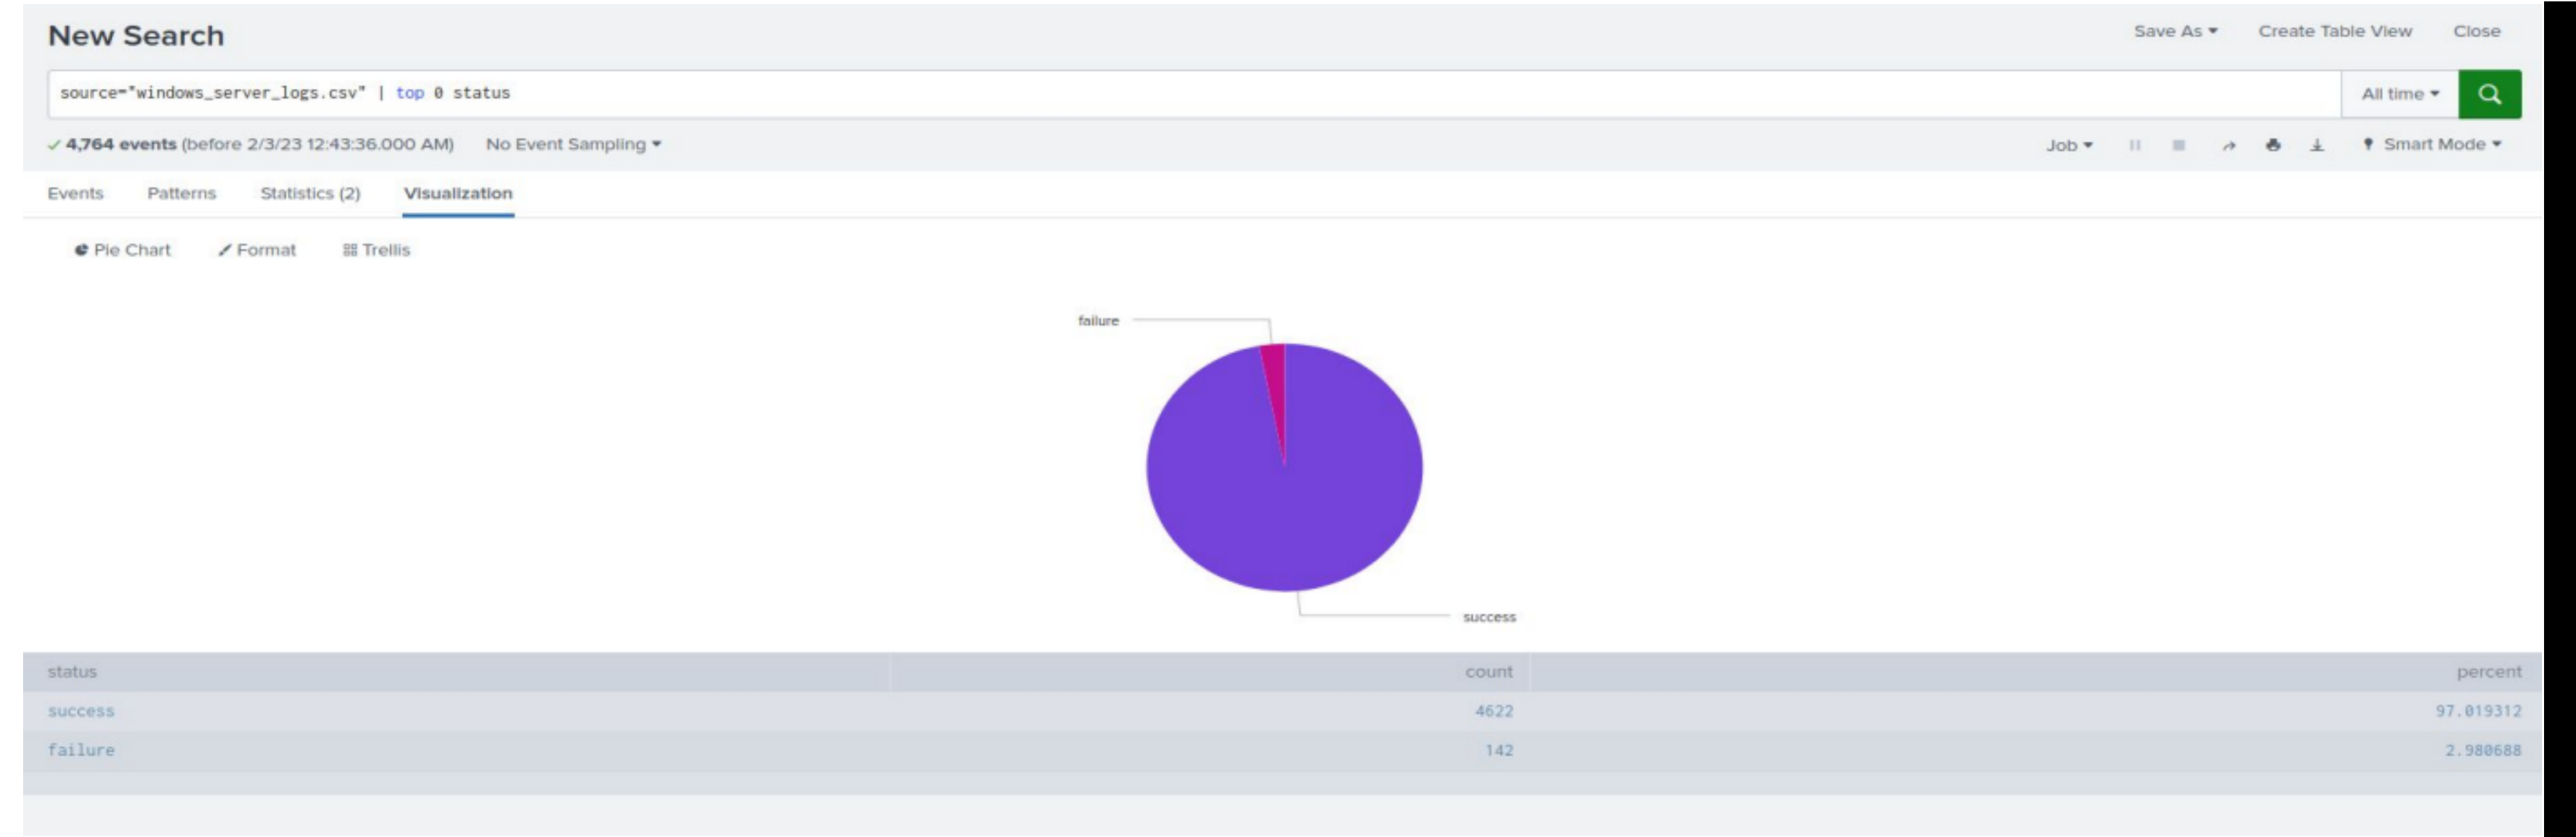 New Search
Save As Create Table View Close
source="windows_server_logs.csv" | top 0 status
All time
4,764 events (before 2/3/23 12:43:36.000 AM) No Event Sampling
Job Smart Mode
Events Patterns Statistics (2) Visualization
Pie Chart Format Trellis
failure
success
status count percent
success 4622 97.019312
failure 142 2.980688